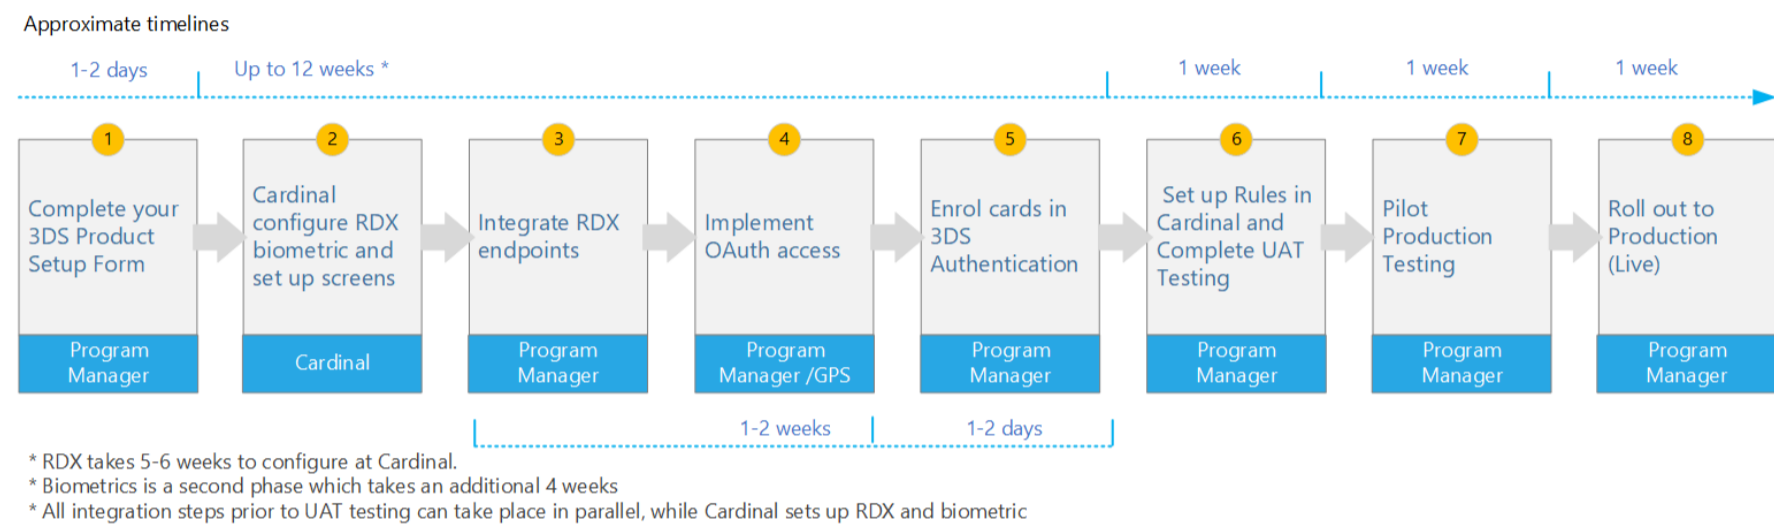 Approximate timelines
1-2 days
Up to 12 weeks *
1 week
1 week
1 week
1
Complete your
3DS Product
Setup Form
Program
Manager
2
Cardinal
configure RDX
biometric and
set up screens
Cardinal
3
Integrate RDX
endpoints
Program
Manager
4
Implement
OAuth access
Program
Manager /GPS
5
Enrol cards in
3DS
Authentication
Program
Manager
6
Set up Rules in
Cardinal and
Complete UAT
Testing
Program
Manager
7
Pilot
Production
Testing
Program
Manager
8
Roll out to
Production
(Live)
Program
Manager
1-2 weeks
1-2 days
* RDX takes 5-6 weeks to configure at Cardinal.
* Biometrics is a second phase which takes an additional 4 weeks
* All integration steps prior to UAT testing can take place in parallel, while Cardinal sets up RDX and biometric